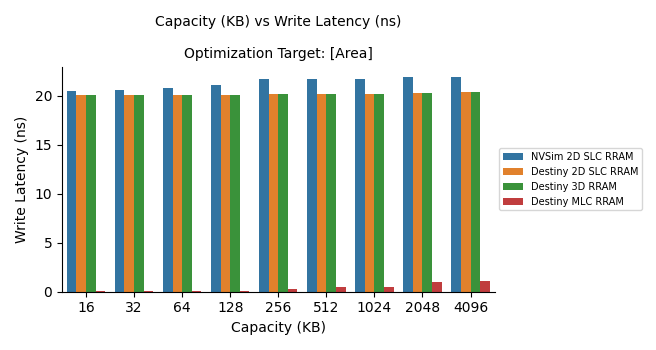 Capacity (KB) vs Write Latency (ns)
Optimization Target: [Area]
Write Latency (ns)
20
15
10
5
0
16 32 64 128 256 512 1024 2048 4096
Capacity (KB)
NVSim 2D SLC RRAM
Destiny 2D SLC RRAM
Destiny 3D RRAM
Destiny MLC RRAM